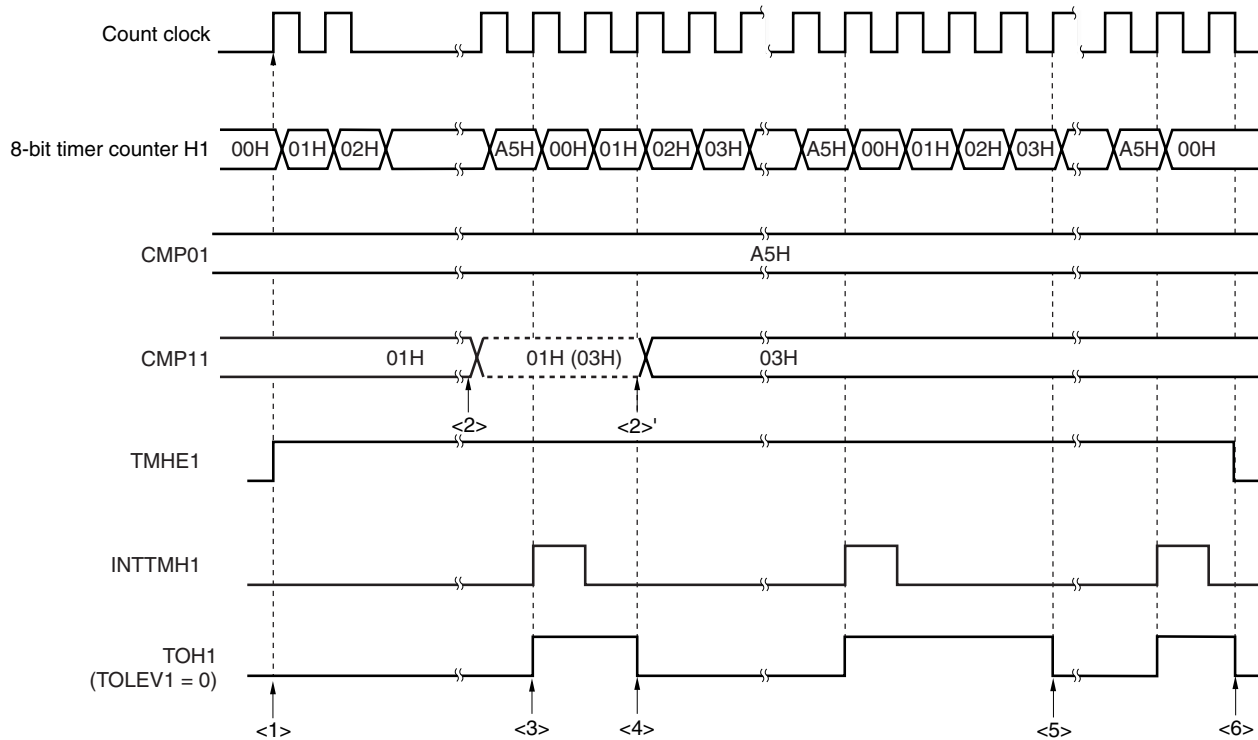 Count clock
8-bit timer counter H1 00H 01H 02H A5H 00H 01H 02H 03H A5H 00H 01H 02H 03H A5H 00H
CMP01 A5H
CMP11 01H 01H (03H) 03H
<2> <2>'
TMHE1
INTTMH1
TOH1
(TOLEV1 = 0)
<1> <3> <4> <5> <6>